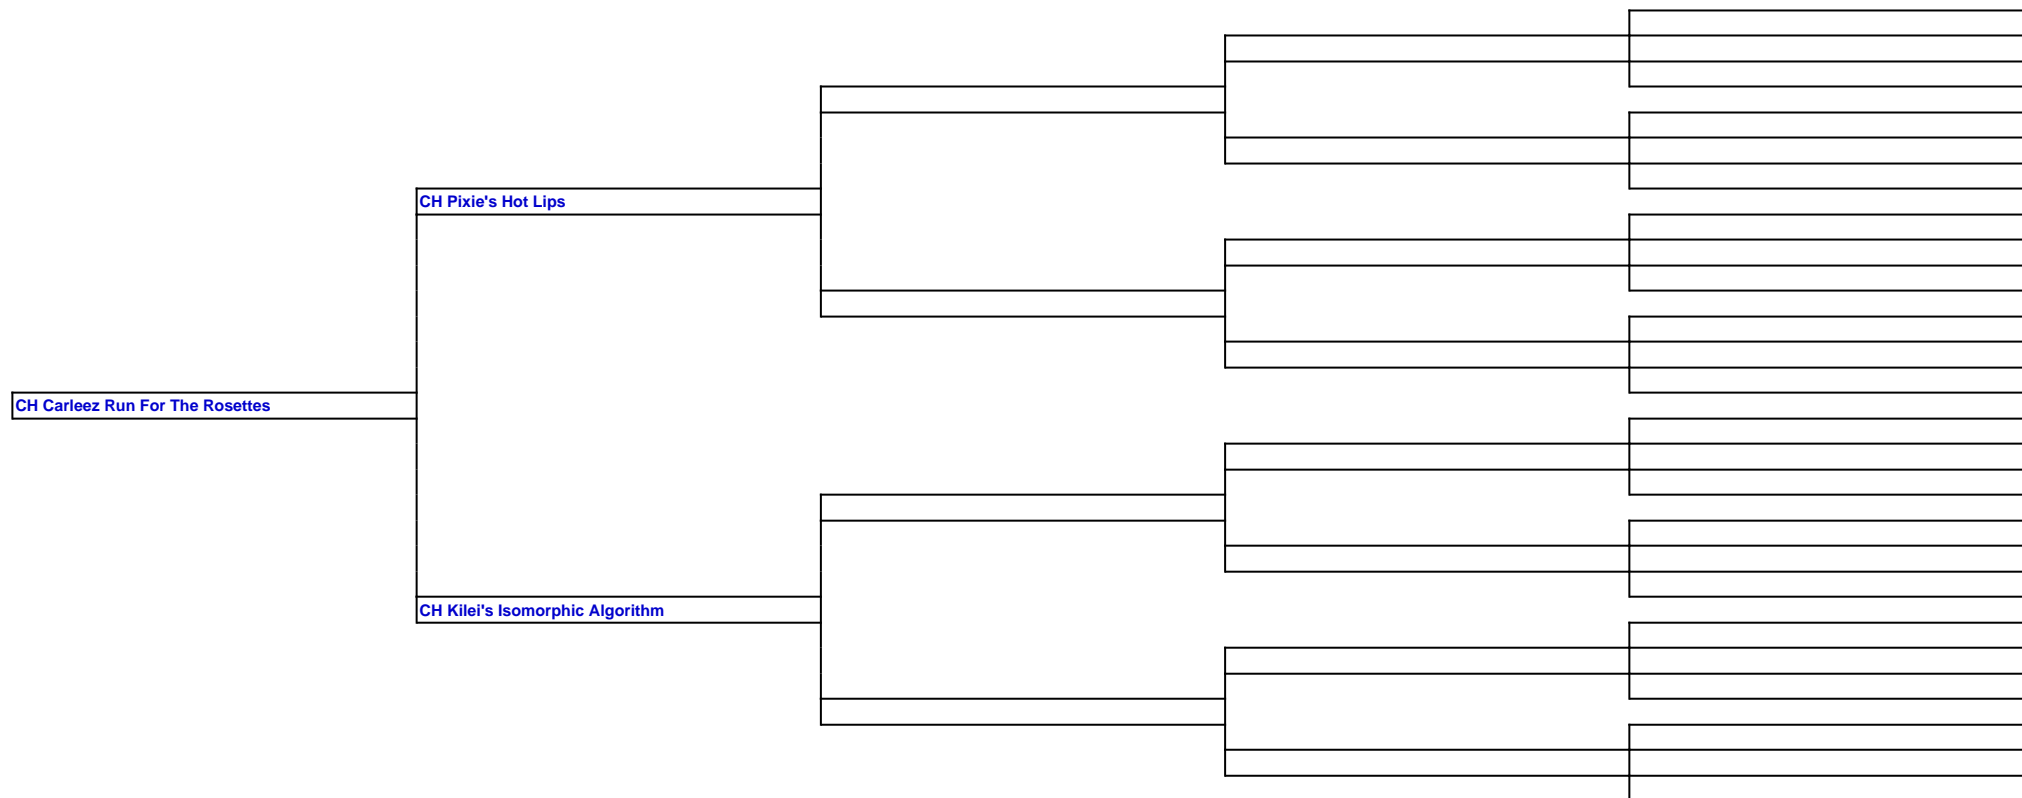 CH Pixie's Hot Lips
CH Carleez Run For The Rosettes
CH Kilei's Isomorphic Algorithm